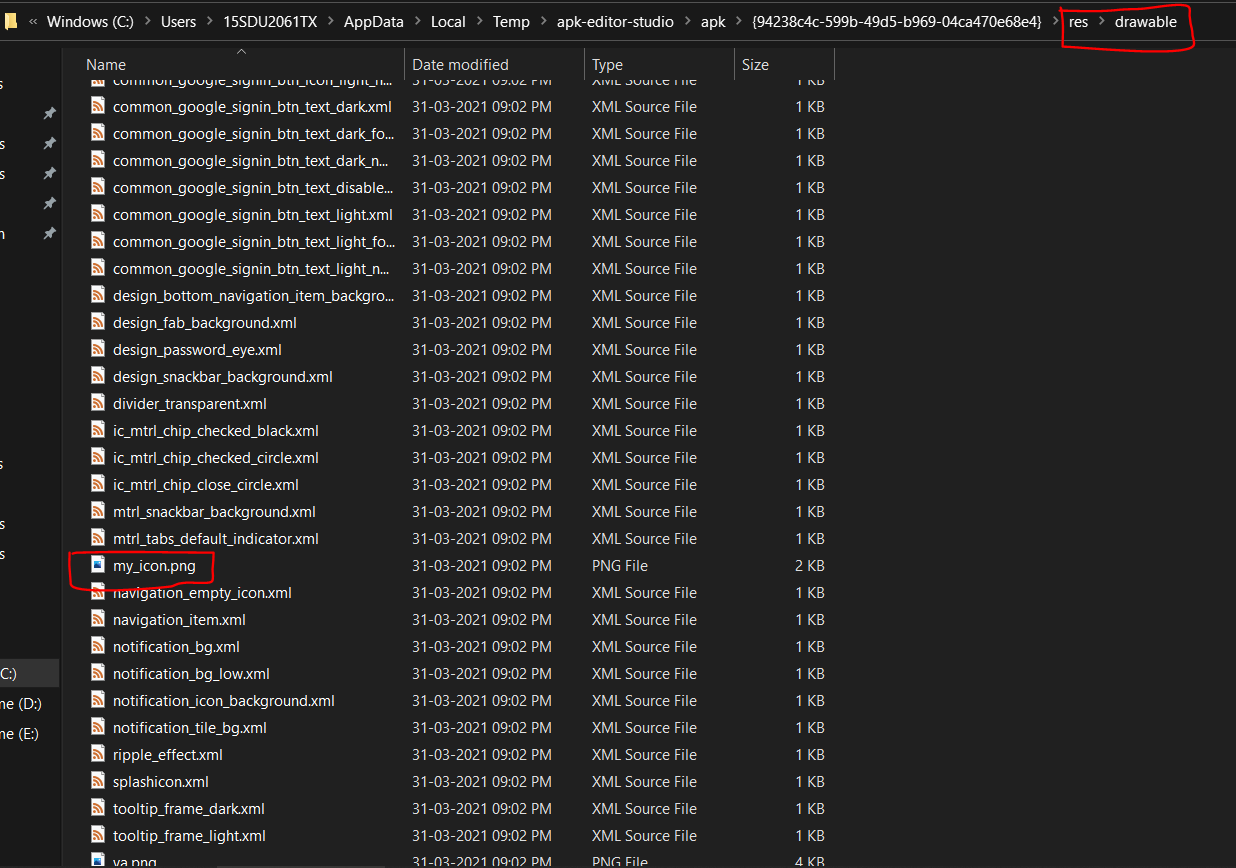 « Windows (C:) > Users > 15SDU2061TX > AppData > Local > Temp > apk-editor-studio > apk > {94238c4c-599b-49d5-b969-04ca470e68e4} > res > drawable
Name Date modified Type Size
common_google_signin_btn_icon_light_n... 31-03-2021 09:02 PM XML Source File 1 KB
s
common_google_signin_btn_text_dark.xml 31-03-2021 09:02 PM XML Source File 1 KB
common_google_signin_btn_text_dark_fo... 31-03-2021 09:02 PM XML Source File 1 KB
s
common_google_signin_btn_text_dark_n... 31-03-2021 09:02 PM XML Source File 1 KB
s
common_google_signin_btn_text_disable... 31-03-2021 09:02 PM XML Source File 1 KB
common_google_signin_btn_text_light.xml 31-03-2021 09:02 PM XML Source File 1 KB
n
common_google_signin_btn_text_light_fo... 31-03-2021 09:02 PM XML Source File 1 KB
common_google_signin_btn_text_light_n... 31-03-2021 09:02 PM XML Source File 1 KB
design_bottom_navigation_item_backgro... 31-03-2021 09:02 PM XML Source File 1 KB
design_fab_background.xml 31-03-2021 09:02 PM XML Source File 1 KB
design_password_eye.xml 31-03-2021 09:02 PM XML Source File 1 KB
design_snackbar_background.xml 31-03-2021 09:02 PM XML Source File 1 KB
divider_transparent.xml 31-03-2021 09:02 PM XML Source File 1 KB
ic_mtrl_chip_checked_black.xml 31-03-2021 09:02 PM XML Source File 1 KB
ic_mtrl_chip_checked_circle.xml 31-03-2021 09:02 PM XML Source File 1 KB
s
ic_mtrl_chip_close_circle.xml 31-03-2021 09:02 PM XML Source File 1 KB
mtrl_snackbar_background.xml 31-03-2021 09:02 PM XML Source File 1 KB
s
mtrl_tabs_default_indicator.xml 31-03-2021 09:02 PM XML Source File 1 KB
s
my_icon.png 31-03-2021 09:02 PM PNG File 2 KB
navigation_empty_icon.xml 31-03-2021 09:02 PM XML Source File 1 KB
navigation_item.xml 31-03-2021 09:02 PM XML Source File 1 KB
notification_bg.xml 31-03-2021 09:02 PM XML Source File 1 KB
C:)
notification_bg_low.xml 31-03-2021 09:02 PM XML Source File 1 KB
notification_icon_background.xml 31-03-2021 09:02 PM XML Source File 1 KB
me (D:)
notification_tile_bg.xml 31-03-2021 09:02 PM XML Source File 1 KB
me (E:)
ripple_effect.xml 31-03-2021 09:02 PM XML Source File 1 KB
splashicon.xml 31-03-2021 09:02 PM XML Source File 1 KB
tooltip_frame_dark.xml 31-03-2021 09:02 PM XML Source File 1 KB
tooltip_frame_light.xml 31-03-2021 09:02 PM XML Source File 1 KB
va.png 31-03-2021 09:02 PM PNG File 4 KB